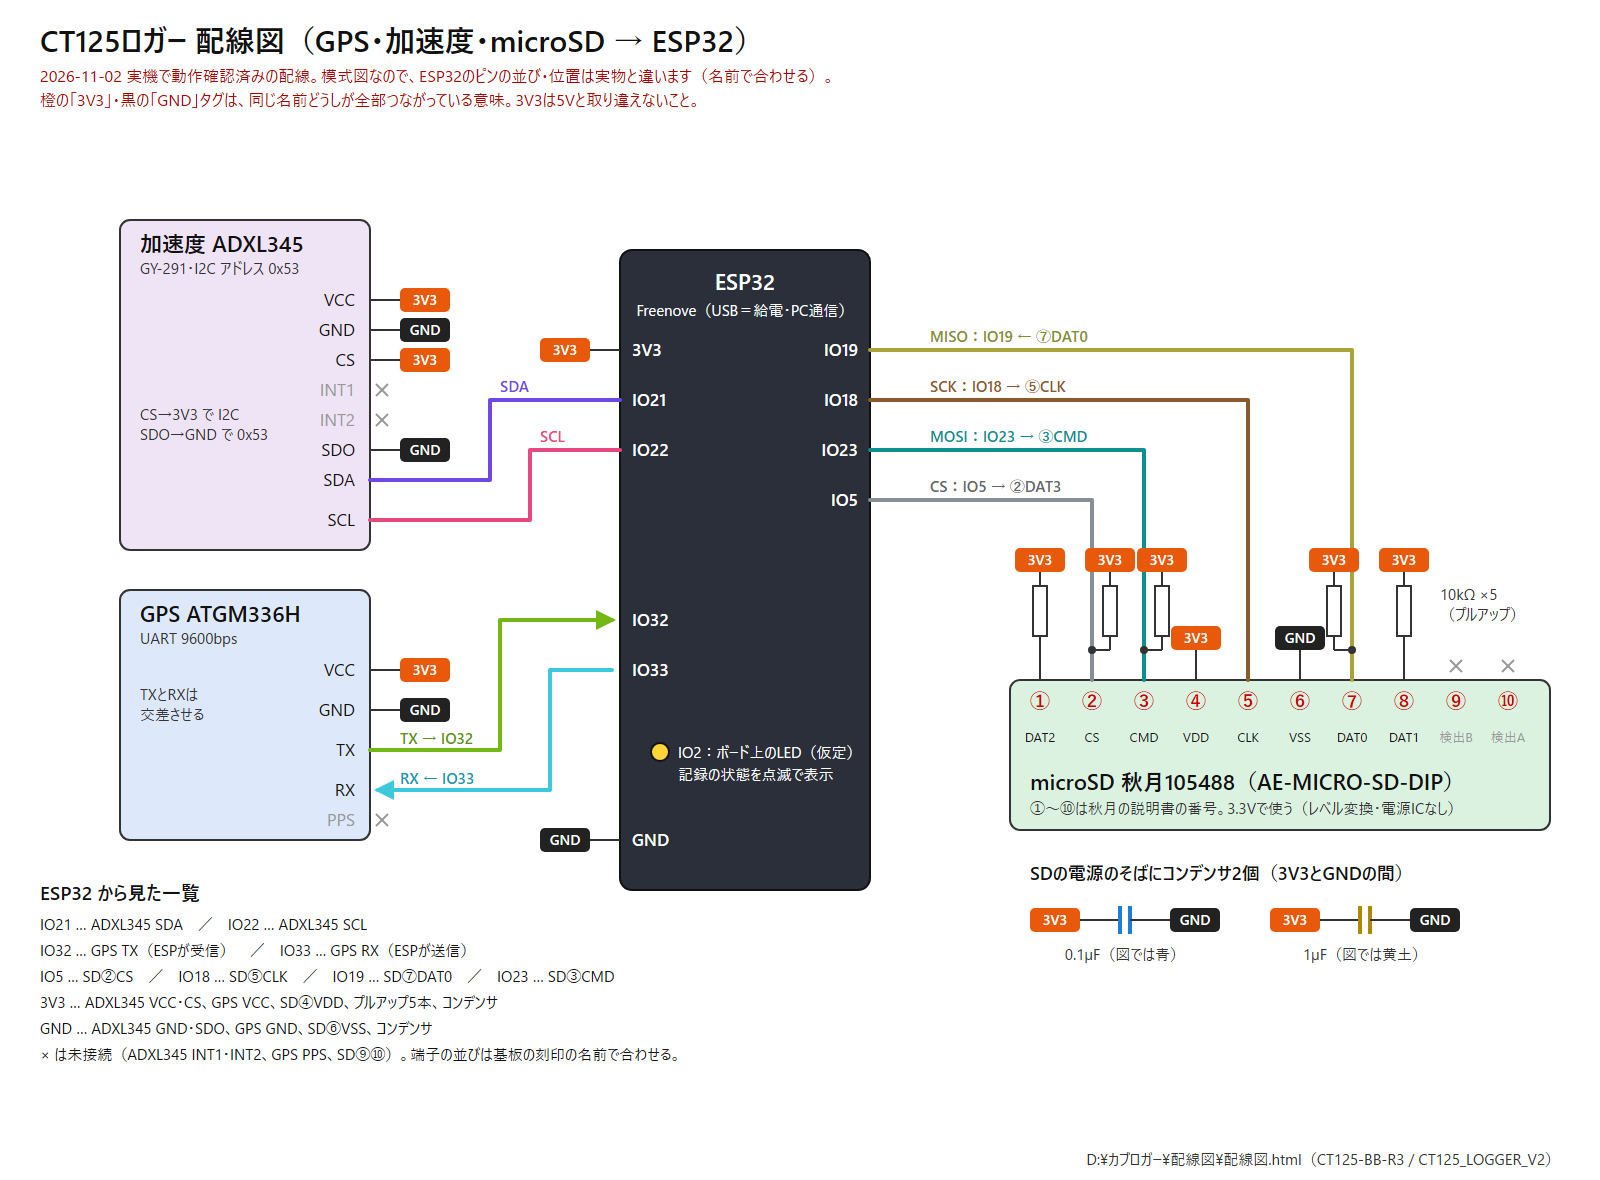 CT125ロガー 配線図（GPS・加速度・microSD → ESP32）
2026-11-02 実機で動作確認済みの配線。模式図なので、ESP32のピンの並び・位置は実物と違います（名前で合わせる）。
橙の「3V3」・黒の「GND」タグは、同じ名前どうしが全部つながっている意味。3V3は5Vと取り違えないこと。
加速度 ADXL345
GY-291・I2C アドレス 0x53
VCC 3V3
GND GND
CS 3V3
INT1 ×
INT2 ×
CS→3V3 で I2C
SDO→GND で 0x53
SDO GND
SDA
SCL
SDA
SCL
GPS ATGM336H
UART 9600bps
VCC 3V3
TXとRXは
交差させる
GND GND
TX
TX → IO32
RX
RX ← IO33
PPS ×
ESP32
Freenove（USB＝給電・PC通信）
3V3 3V3 IO19
IO21 IO18
IO22 IO23
IO5
IO32
IO33
IO2：ボード上のLED（仮定）
記録の状態を点滅で表示
GND GND
MISO：IO19 ← ⑦DAT0
SCK：IO18 → ⑤CLK
MOSI：IO23 → ③CMD
CS：IO5 → ②DAT3
3V3 3V3 3V3 3V3 3V3
10kΩ ×5
（プルアップ）
3V3 GND
× ×
① ② ③ ④ ⑤ ⑥ ⑦ ⑧ ⑨ ⑩
DAT2 CS CMD VDD CLK VSS DAT0 DAT1 検出B 検出A
microSD 秋月105488（AE-MICRO-SD-DIP）
①～⑩は秋月の説明書の番号。3.3Vで使う（レベル変換・電源ICなし）
SDの電源のそばにコンデンサ2個（3V3とGNDの間）
3V3 GND 3V3 GND
0.1µF（図では青） 1µF（図では黄土）
ESP32 から見た一覧
IO21 … ADXL345 SDA ／ IO22 … ADXL345 SCL
IO32 … GPS TX（ESPが受信） ／ IO33 … GPS RX（ESPが送信）
IO5 … SD②CS ／ IO18 … SD⑤CLK ／ IO19 … SD⑦DAT0 ／ IO23 … SD③CMD
3V3 … ADXL345 VCC・CS、GPS VCC、SD④VDD、プルアップ5本、コンデンサ
GND … ADXL345 GND・SDO、GPS GND、SD⑥VSS、コンデンサ
× は未接続（ADXL345 INT1・INT2、GPS PPS、SD⑨⑩）。端子の並びは基板の刻印の名前で合わせる。
D:¥カブロガー¥配線図¥配線図.html（CT125-BB-R3 / CT125_LOGGER_V2）